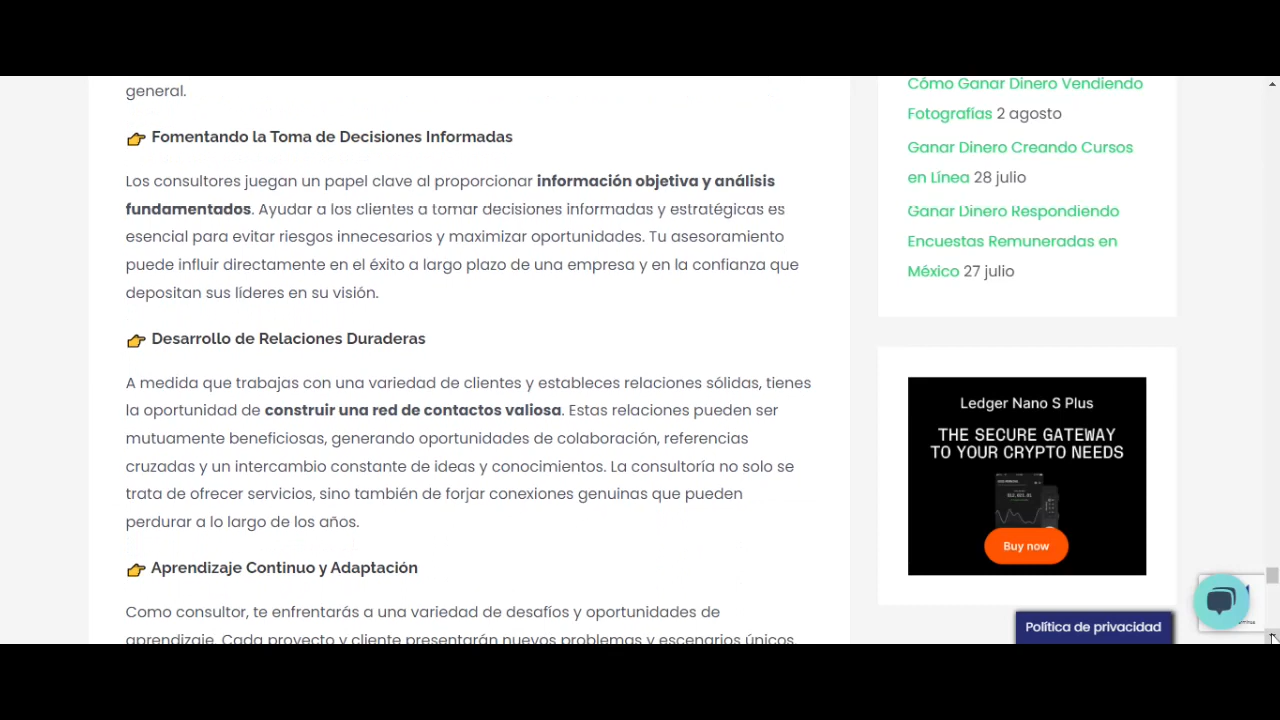 general.
Fomentando la Toma de Decisiones Informadas
Los consultores juegan un papel clave al proporcionar información objetiva y análisis
fundamentados. Ayudar a los clientes a tomar decisiones informadas y estratégicas es
esencial para evitar riesgos innecesarios y maximizar oportunidades. Tu asesoramiento
puede influir directamente en el éxito a largo plazo de una empresa y en la confianza que
depositan sus líderes en su visión.
Desarrollo de Relaciones Duraderas
A medida que trabajas con una variedad de clientes y estableces relaciones sólidas, tienes
la oportunidad de construir una red de contactos valiosa. Estas relaciones pueden ser
mutuamente beneficiosas, generando oportunidades de colaboración, referencias
cruzadas y un intercambio constante de ideas y conocimientos. La consultoría no solo se
trata de ofrecer servicios, sino también de forjar conexiones genuinas que pueden
perdurar a lo largo de los años.
Aprendizaje Continuo y Adaptación
Como consultor, te enfrentarás a una variedad de desafíos y oportunidades de
aprendizaje. Cada proyecto y cliente presentarán nuevos problemas y escenarios únicos
Cómo Ganar Dinero Vendiendo
Fotografías 2 agosto
Ganar Dinero Creando Cursos
en Línea 28 julio
Ganar Dinero Respondiendo
Encuestas Remuneradas en
México 27 julio
Ledger Nano S Plus
THE SECURE GATEWAY
TO YOUR CRYPTO NEEDS
Buy now
Política de privacidad